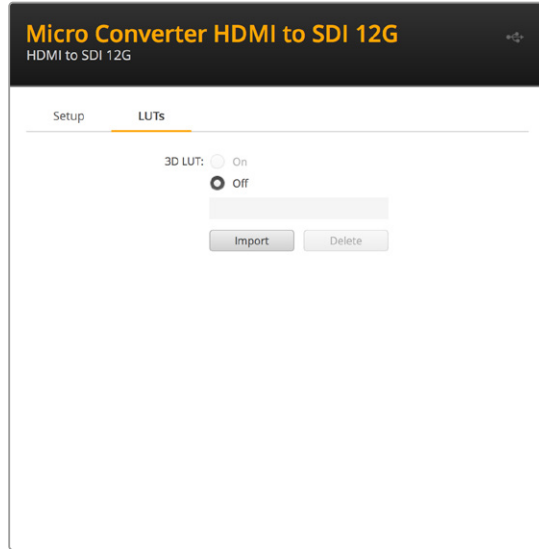 Micro Converter HDMI to SDI 12G
HDMI to SDI 12G
Setup LUTs
3D LUT: On
Off
Import Delete